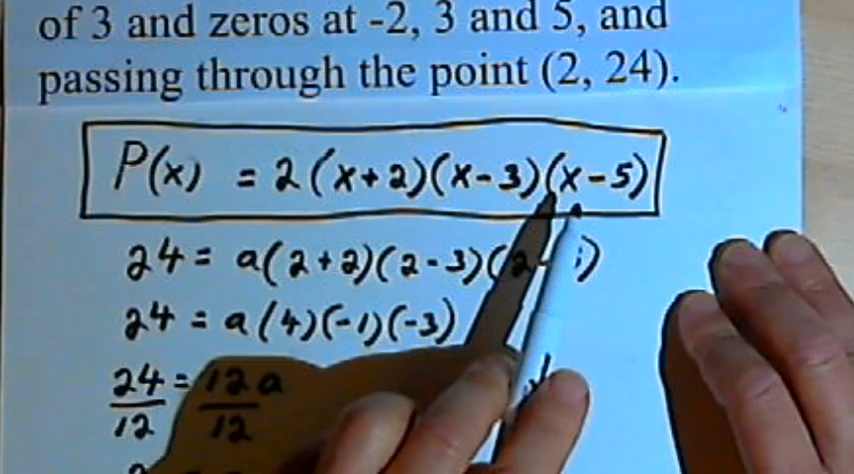 of 3 and zeros at -2, 3 and 5, and
passing through the point (2, 24).
P(x) = 2(x+2)(x-3)(x-5)
24 = a(2+2)(2-3)(2-
24 = a(4)(-1)(-3)
24 = 12a
12 12